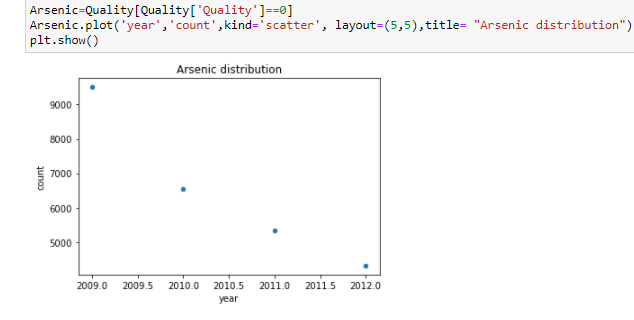 Arsenic=Quality[Quality['Quality']==0]
Arsenic.plot('year','count',kind='scatter', layout=(5,5),title= "Arsenic distribution")
plt.show()
Arsenic distribution
9000
8000
7000
6000
5000
count
2009.0 2009.5 2010.0 2010.5 2011.0 2011.5 2012.0
year